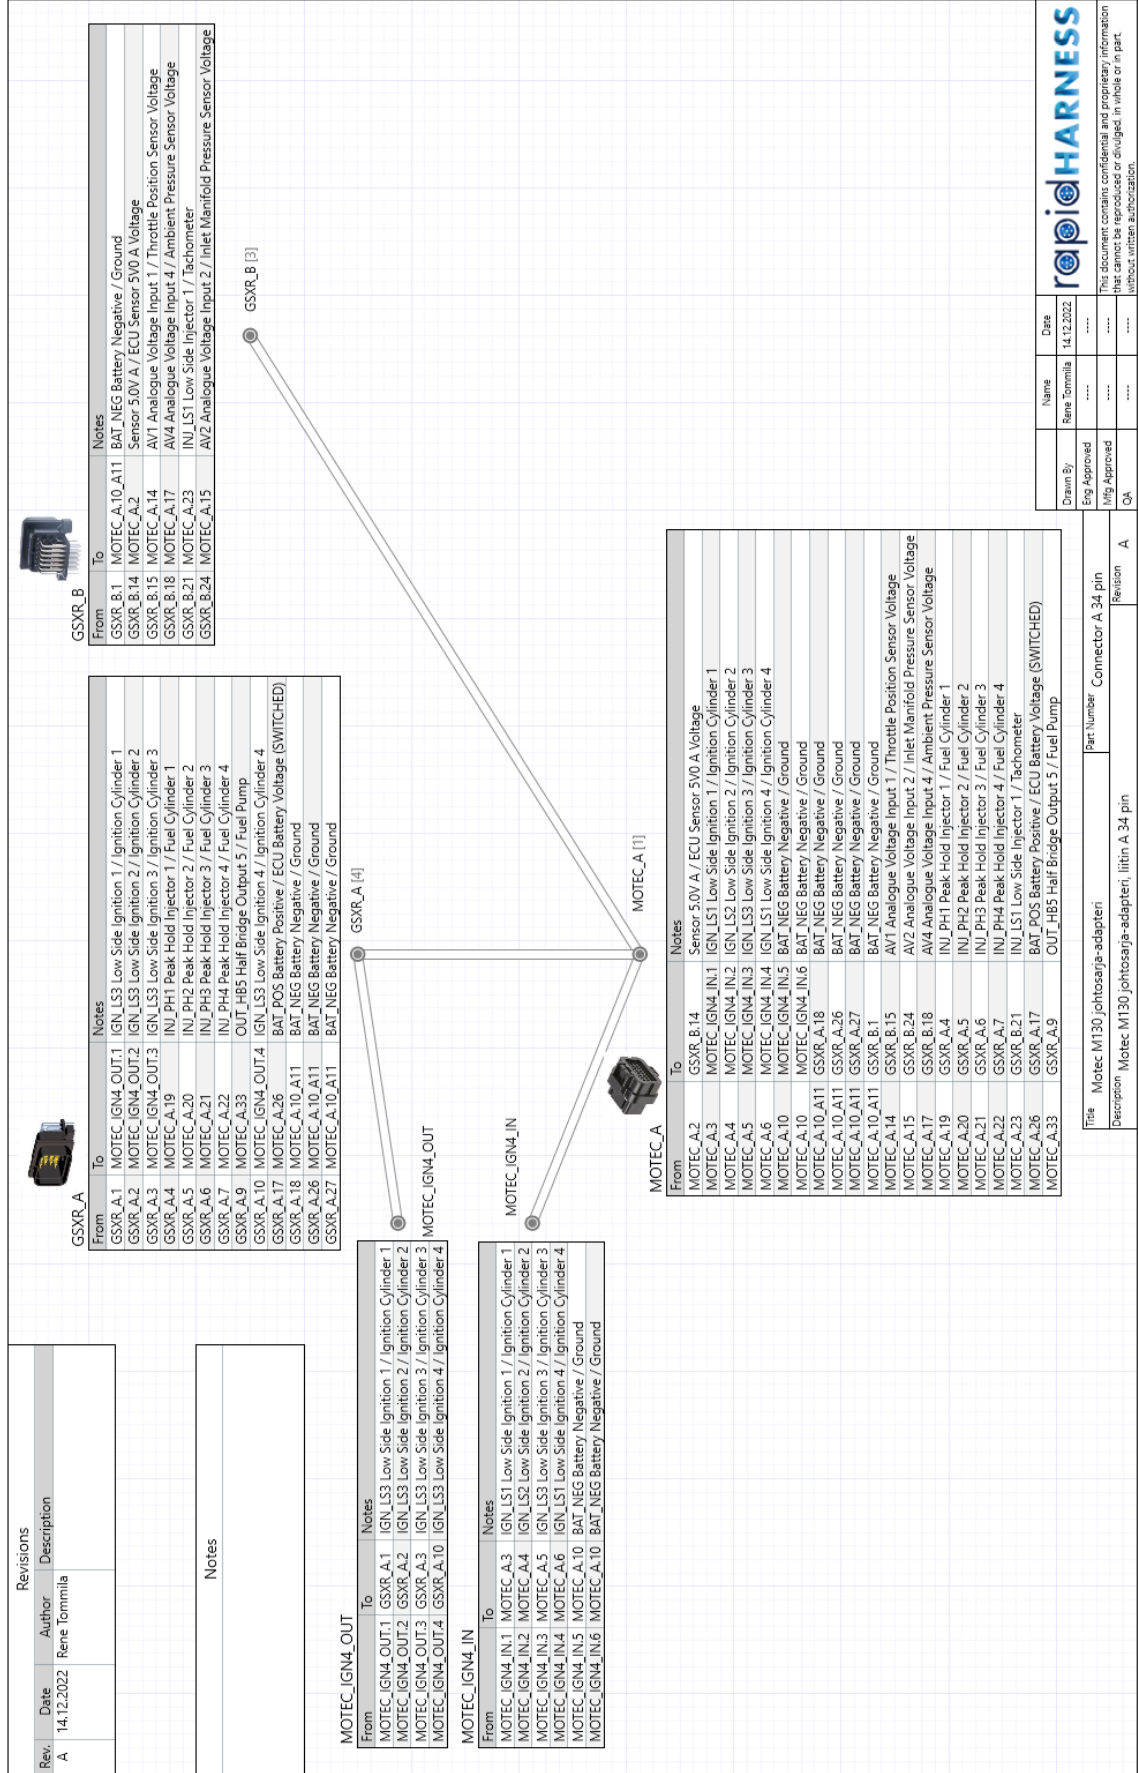 Revisions
Rev. Date Author Description
A 14.12.2022 Rene Tommila
Notes
GSXR_A
From To Notes
GSXR_A.1 MOTEC_IGN4_OUT.1 IGN_LS3 Low Side Ignition 1 / Ignition Cylinder 1
GSXR_A.2 MOTEC_IGN4_OUT.2 IGN_LS3 Low Side Ignition 2 / Ignition Cylinder 2
GSXR_A.3 MOTEC_IGN4_OUT.3 IGN_LS3 Low Side Ignition 3 / Ignition Cylinder 3
GSXR_A.4 MOTEC_A.19 INJ_PH1 Peak Hold Injector 1 / Fuel Cylinder 1
GSXR_A.5 MOTEC_A.20 INJ_PH2 Peak Hold Injector 2 / Fuel Cylinder 2
GSXR_A.6 MOTEC_A.21 INJ_PH3 Peak Hold Injector 3 / Fuel Cylinder 3
GSXR_A.7 MOTEC_A.22 INJ_PH4 Peak Hold Injector 4 / Fuel Cylinder 4
GSXR_A.9 MOTEC_A.33 OUT_HB5 Half Bridge Output 5 / Fuel Pump
GSXR_A.10 MOTEC_IGN4_OUT.4 IGN_LS3 Low Side Ignition 4 / Ignition Cylinder 4
GSXR_A.17 MOTEC_A.26 BAT_POS Battery Positive / ECU Battery Voltage (SWITCHED)
GSXR_A.18 MOTEC_A.10_A11 BAT_NEG Battery Negative / Ground
GSXR_A.26 MOTEC_A.10_A11 BAT_NEG Battery Negative / Ground
GSXR_A.27 MOTEC_A.10_A11 BAT_NEG Battery Negative / Ground
GSXR_B
From To Notes
GSXR_B.1 MOTEC_A.10_A11 BAT_NEG Battery Negative / Ground
GSXR_B.14 MOTEC_A.2 Sensor 5.0V A / ECU Sensor 5V0 A Voltage
GSXR_B.15 MOTEC_A.14 AV1 Analogue Voltage Input 1 / Throttle Position Sensor Voltage
GSXR_B.18 MOTEC_A.17 AV4 Analogue Voltage Input 4 / Ambient Pressure Sensor Voltage
GSXR_B.21 MOTEC_A.23 INJ_LS1 Low Side Injector 1 / Tachometer
GSXR_B.24 MOTEC_A.15 AV2 Analogue Voltage Input 2 / Inlet Manifold Pressure Sensor Voltage
GSXR_B [3]
GSXR_A [4]
MOTEC_IGN4_OUT
MOTEC_IGN4_IN
MOTEC_A [1]
MOTEC_IGN4_OUT
From To Notes
MOTEC_IGN4_OUT.1 GSXR_A.1 IGN_LS3 Low Side Ignition 1 / Ignition Cylinder 1
MOTEC_IGN4_OUT.2 GSXR_A.2 IGN_LS3 Low Side Ignition 2 / Ignition Cylinder 2
MOTEC_IGN4_OUT.3 GSXR_A.3 IGN_LS3 Low Side Ignition 3 / Ignition Cylinder 3
MOTEC_IGN4_OUT.4 GSXR_A.10 IGN_LS3 Low Side Ignition 4 / Ignition Cylinder 4
MOTEC_IGN4_IN
From To Notes
MOTEC_IGN4_IN.1 MOTEC_A.3 IGN_LS1 Low Side Ignition 1 / Ignition Cylinder 1
MOTEC_IGN4_IN.2 MOTEC_A.4 IGN_LS2 Low Side Ignition 2 / Ignition Cylinder 2
MOTEC_IGN4_IN.3 MOTEC_A.5 IGN_LS3 Low Side Ignition 3 / Ignition Cylinder 3
MOTEC_IGN4_IN.4 MOTEC_A.6 IGN_LS1 Low Side Ignition 4 / Ignition Cylinder 4
MOTEC_IGN4_IN.5 MOTEC_A.10 BAT_NEG Battery Negative / Ground
MOTEC_IGN4_IN.6 MOTEC_A.10 BAT_NEG Battery Negative / Ground
MOTEC_A
From To Notes
MOTEC_A.2 GSXR_B.14 Sensor 5.0V A / ECU Sensor 5V0 A Voltage
MOTEC_A.3 MOTEC_IGN4_IN.1 IGN_LS1 Low Side Ignition 1 / Ignition Cylinder 1
MOTEC_A.4 MOTEC_IGN4_IN.2 IGN_LS2 Low Side Ignition 2 / Ignition Cylinder 2
MOTEC_A.5 MOTEC_IGN4_IN.3 IGN_LS3 Low Side Ignition 3 / Ignition Cylinder 3
MOTEC_A.6 MOTEC_IGN4_IN.4 IGN_LS1 Low Side Ignition 4 / Ignition Cylinder 4
MOTEC_A.10 MOTEC_IGN4_IN.5 BAT_NEG Battery Negative / Ground
MOTEC_A.10 MOTEC_IGN4_IN.6 BAT_NEG Battery Negative / Ground
MOTEC_A.10_A11 GSXR_A.18 BAT_NEG Battery Negative / Ground
MOTEC_A.10_A11 GSXR_A.26 BAT_NEG Battery Negative / Ground
MOTEC_A.10_A11 GSXR_A.27 BAT_NEG Battery Negative / Ground
MOTEC_A.10_A11 GSXR_B.1 BAT_NEG Battery Negative / Ground
MOTEC_A.14 GSXR_B.15 AV1 Analogue Voltage Input 1 / Throttle Position Sensor Voltage
MOTEC_A.15 GSXR_B.24 AV2 Analogue Voltage Input 2 / Inlet Manifold Pressure Sensor Voltage
MOTEC_A.17 GSXR_B.18 AV4 Analogue Voltage Input 4 / Ambient Pressure Sensor Voltage
MOTEC_A.19 GSXR_A.4 INJ_PH1 Peak Hold Injector 1 / Fuel Cylinder 1
MOTEC_A.20 GSXR_A.5 INJ_PH2 Peak Hold Injector 2 / Fuel Cylinder 2
MOTEC_A.21 GSXR_A.6 INJ_PH3 Peak Hold Injector 3 / Fuel Cylinder 3
MOTEC_A.22 GSXR_A.7 INJ_PH4 Peak Hold Injector 4 / Fuel Cylinder 4
MOTEC_A.23 GSXR_B.21 INJ_LS1 Low Side Injector 1 / Tachometer
MOTEC_A.26 GSXR_A.17 BAT_POS Battery Positive / ECU Battery Voltage (SWITCHED)
MOTEC_A.33 GSXR_A.9 OUT_HB5 Half Bridge Output 5 / Fuel Pump
Title Motec M130 johtosarja-adapteri
Part Number Connector A 34 pin
Description Motec M130 johtosarja-adapteri, liitin A 34 pin
Revision A
Name Date
Drawn By Rene Tommila 14.12.2022
Eng Approved ---- ----
Mfg Approved ---- ----
QA ---- ----
rapidHARNESS
This document contains confidential and proprietary information
that cannot be reproduced or divulged, in whole or in part,
without written authorization.